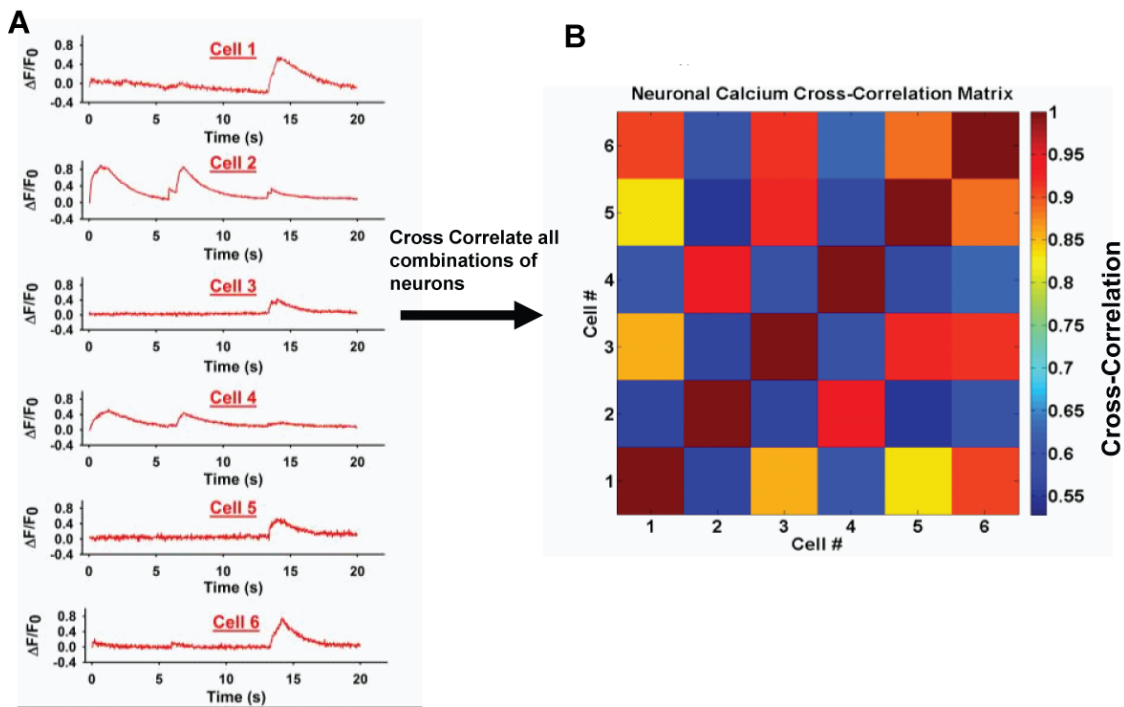 A
Cell 1
ΔF/F0
0.8
0.4
0.0
-0.4
0 5 10 15 20
Time (s)
Cell 2
ΔF/F0
0.8
0.4
0.0
-0.4
0 5 10 15 20
Time (s)
Cell 3
ΔF/F0
0.8
0.4
0.0
-0.4
0 5 10 15 20
Time (s)
Cell 4
ΔF/F0
0.8
0.4
0.0
-0.4
0 5 10 15 20
Time (s)
Cell 5
ΔF/F0
0.8
0.4
0.0
-0.4
0 5 10 15 20
Time (s)
Cell 6
ΔF/F0
0.8
0.4
0.0
-0.4
0 5 10 15 20
Time (s)
Cross Correlate all
combinations of
neurons
B
Neuronal Calcium Cross-Correlation Matrix
Cell #
6
5
4
3
2
1
1 2 3 4 5 6
Cell #
1
0.95
0.9
0.85
0.8
0.75
0.7
0.65
0.6
0.55
Cross-Correlation